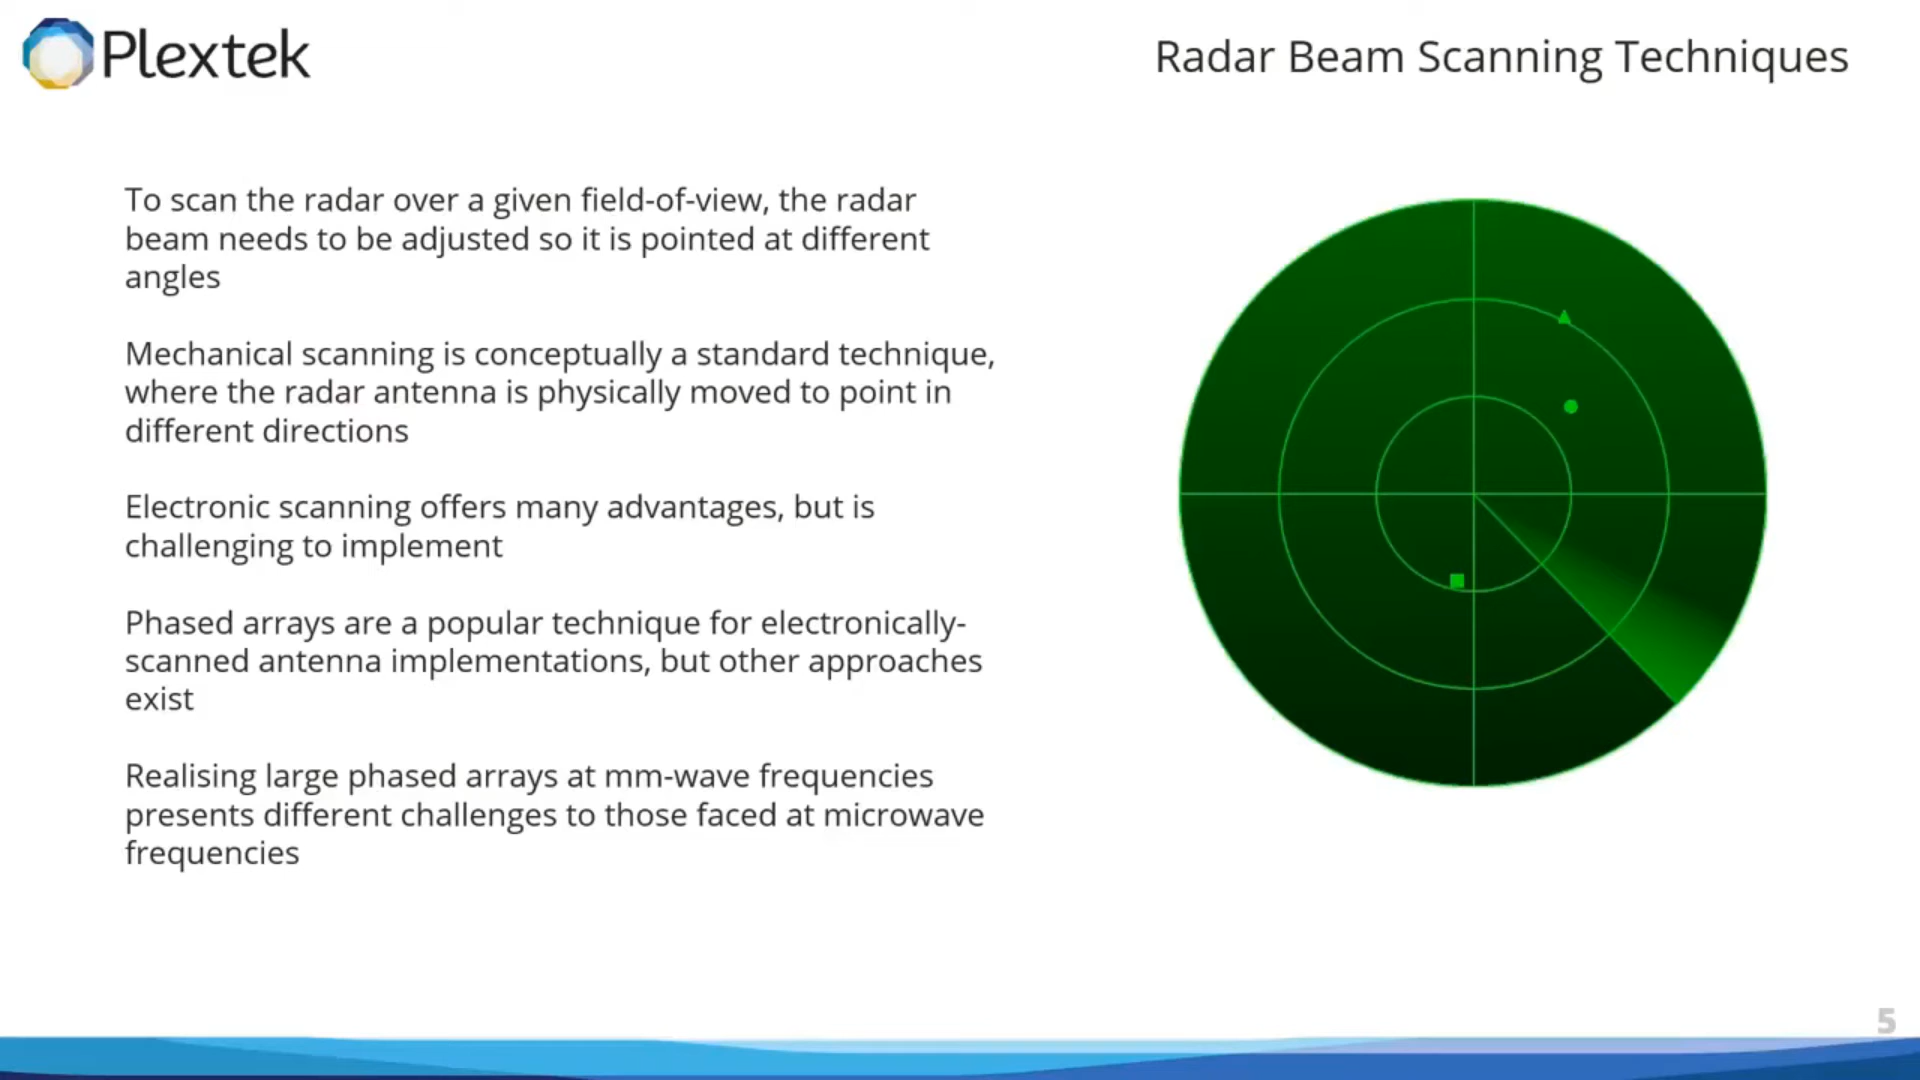 Plextek
Radar Beam Scanning Techniques
To scan the radar over a given field-of-view, the radar
beam needs to be adjusted so it is pointed at different
angles
Mechanical scanning is conceptually a standard technique,
where the radar antenna is physically moved to point in
different directions
Electronic scanning offers many advantages, but is
challenging to implement
Phased arrays are a popular technique for electronically-
scanned antenna implementations, but other approaches
exist
Realising large phased arrays at mm-wave frequencies
presents different challenges to those faced at microwave
frequencies
5